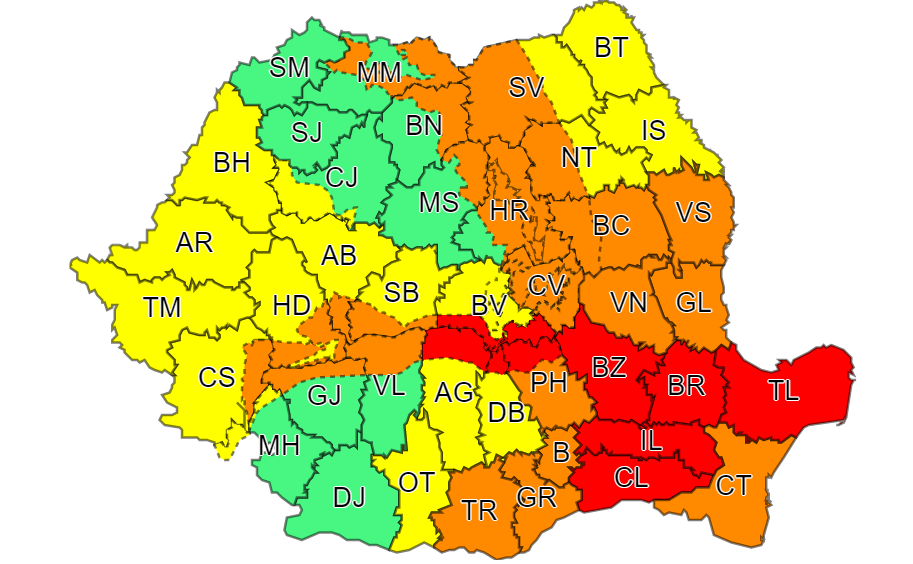 BT
SM
MM
SV
BN
SJ
IS
NT
BH
CJ
MS
HR
VS
BC
AR
AB
CV
SB
BV
TM
HD
VN
GL
BZ
CS
PH
BR
TL
VL
GJ
AG
DB
MH
IL
B
CL
OT
CT
DJ
TR
GR